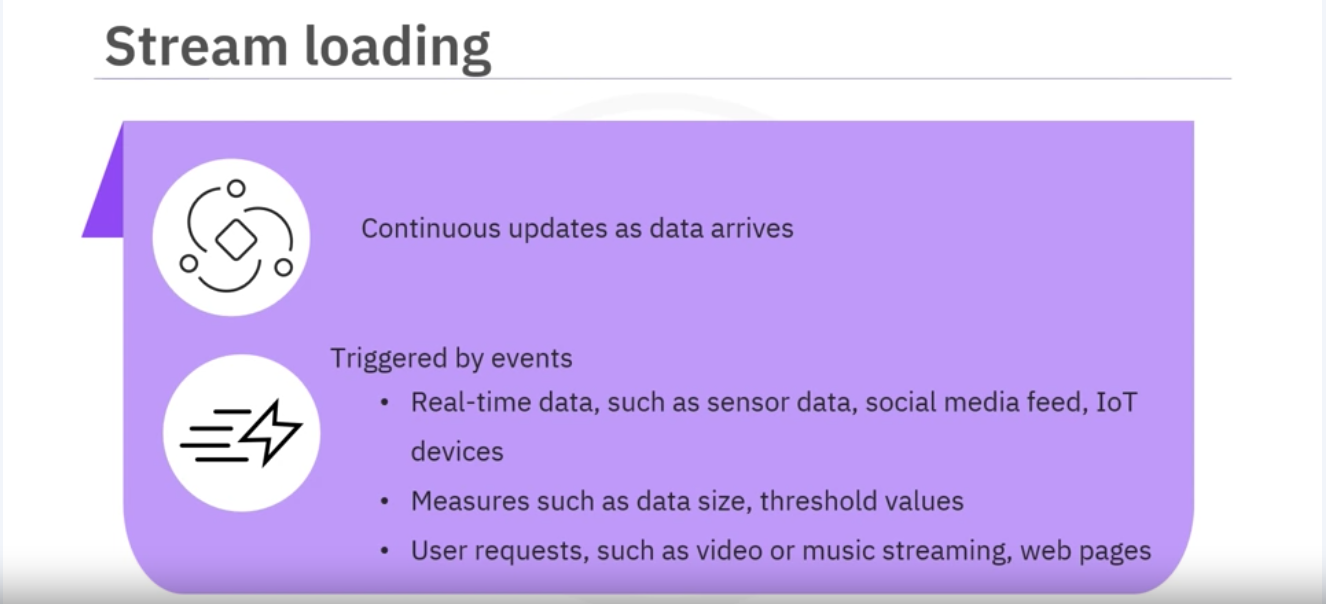 Stream loading
Continuous updates as data arrives
Triggered by events
• Real-time data, such as sensor data, social media feed, IoT
devices
• Measures such as data size, threshold values
• User requests, such as video or music streaming, web pages